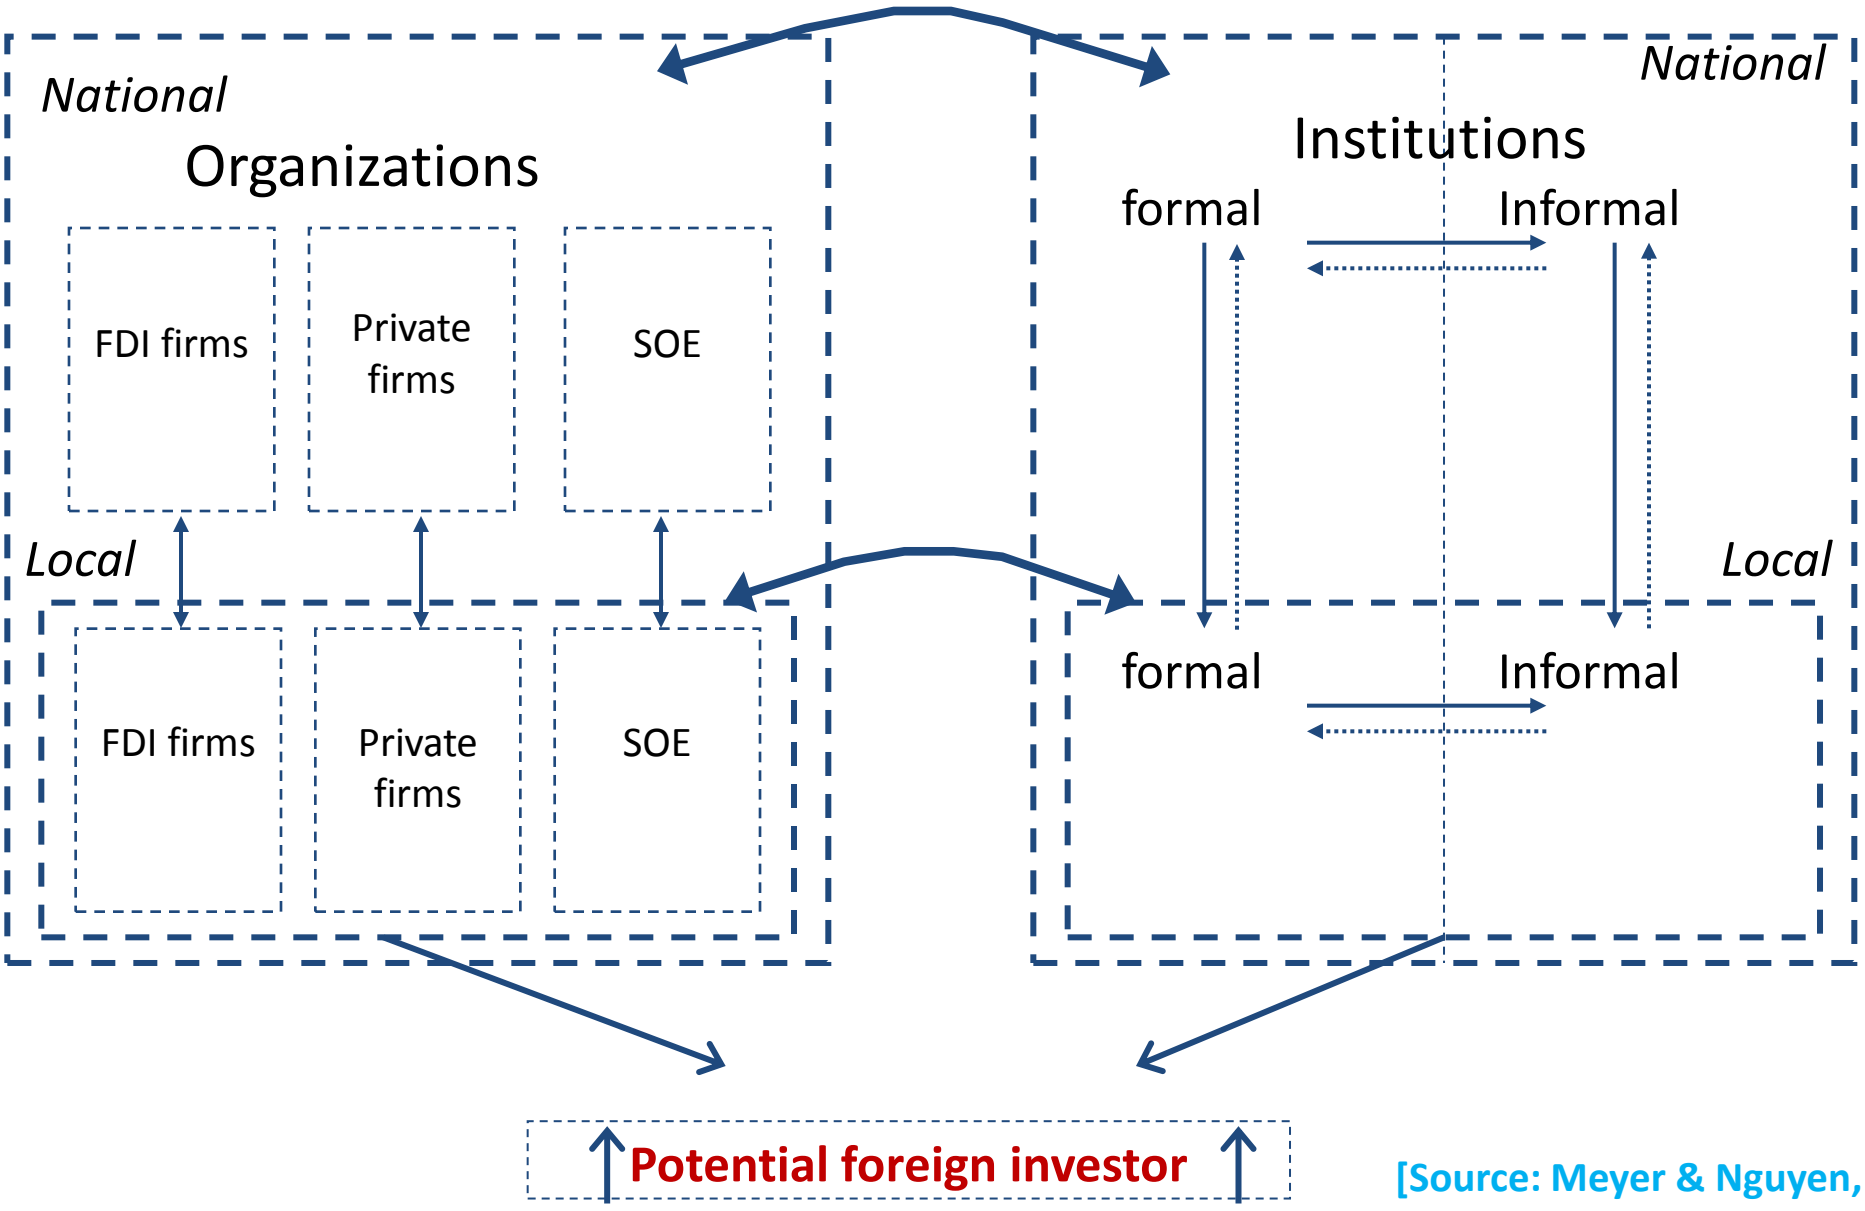 National
Organizations
FDI firms
Private
firms
SOE
Local
FDI firms
Private
firms
SOE
National
Institutions
formal
Informal
Local
formal
Informal
Potential foreign investor
[Source: Meyer & Nguyen,